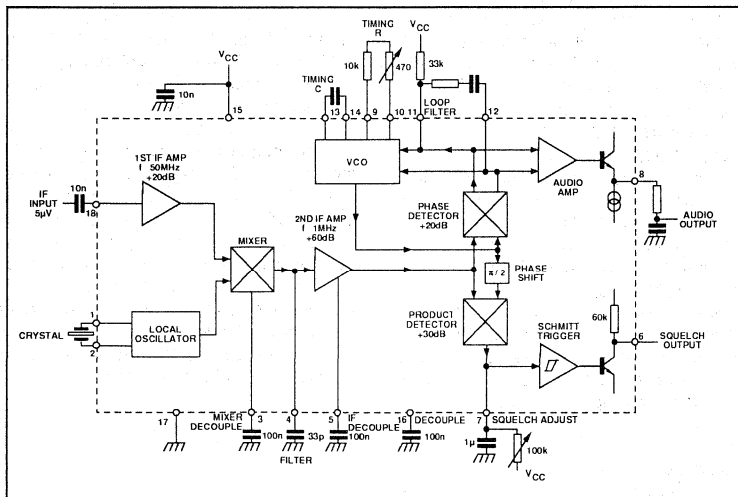 TIMING
R
VCC
VCC
10k
470
33k
10n
TIMING
C
15
13
14
9
10
11
LOOP
FILTER
12
1ST IF AMP
f 50MHz
+20dB
VCO
IF
INPUT
5µV
10n
18
AUDIO
AMP
8
PHASE
DETECTOR
+20dB
AUDIO
OUTPUT
2ND IF AMP
f 1MHz
+60dB
MIXER
π/2
PHASE
SHIFT
PRODUCT
DETECTOR
+30dB
SCHMITT
TRIGGER
60k
6
SQUELCH
OUTPUT
CRYSTAL
1
2
LOCAL
OSCILLATOR
17
MIXER
DECOUPLE
3
100n
4
33p
FILTER
5
IF
DECOUPLE
100n
16
DECOUPLE
100n
7
SQUELCH ADJUST
1µ
100k
VCC